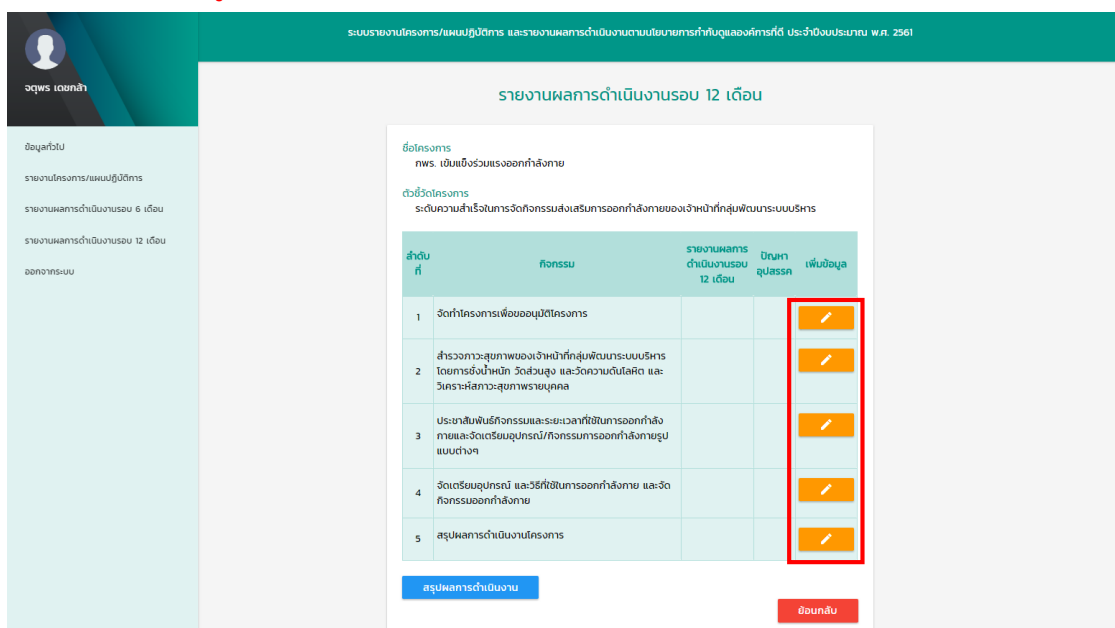 ระบบรายงานโครงการ/แผนปฏิบัติการ และรายงานผลการดำเนินงานตามนโยบายการกำกับดูแลองค์การที่ดี ประจำปีงบประมาณ พ.ศ. 2561
จตุพร เดชกล้า
ข้อมูลทั่วไป
รายงานโครงการ/แผนปฏิบัติการ
รายงานผลการดำเนินงานรอบ 6 เดือน
รายงานผลการดำเนินงานรอบ 12 เดือน
ออกจากระบบ
รายงานผลการดำเนินงานรอบ 12 เดือน
ชื่อโครงการ
กพร. เข้มแข็งร่วมแรงออกกำลังกาย
ตัวชี้วัดโครงการ
ระดับความสำเร็จในการจัดกิจกรรมส่งเสริมการออกกำลังกายของเจ้าหน้าที่กลุ่มพัฒนาระบบบริหาร
ลำดับ
ที่
กิจกรรม
รายงานผลการ
ดำเนินงานรอบ
12 เดือน
ปัญหา
อุปสรรค
เพิ่มข้อมูล
1 จัดทำโครงการเพื่อขออนุมัติโครงการ
2 สำรวจภาวะสุขภาพของเจ้าหน้าที่กลุ่มพัฒนาระบบบริหาร
โดยการชั่งน้ำหนัก วัดส่วนสูง และวัดความดันโลหิต และ
วิเคราะห์สภาวะสุขภาพรายบุคคล
3 ประชาสัมพันธ์กิจกรรมและระยะเวลาที่ใช้ในการออกกำลัง
กายและจัดเตรียมอุปกรณ์/กิจกรรมการออกกำลังกายรูป
แบบต่างๆ
4 จัดเตรียมอุปกรณ์ และวิธีที่ใช้ในการออกกำลังกาย และจัด
กิจกรรมออกกำลังกาย
5 สรุปผลการดำเนินงานโครงการ
สรุปผลการดำเนินงาน
ย้อนกลับ